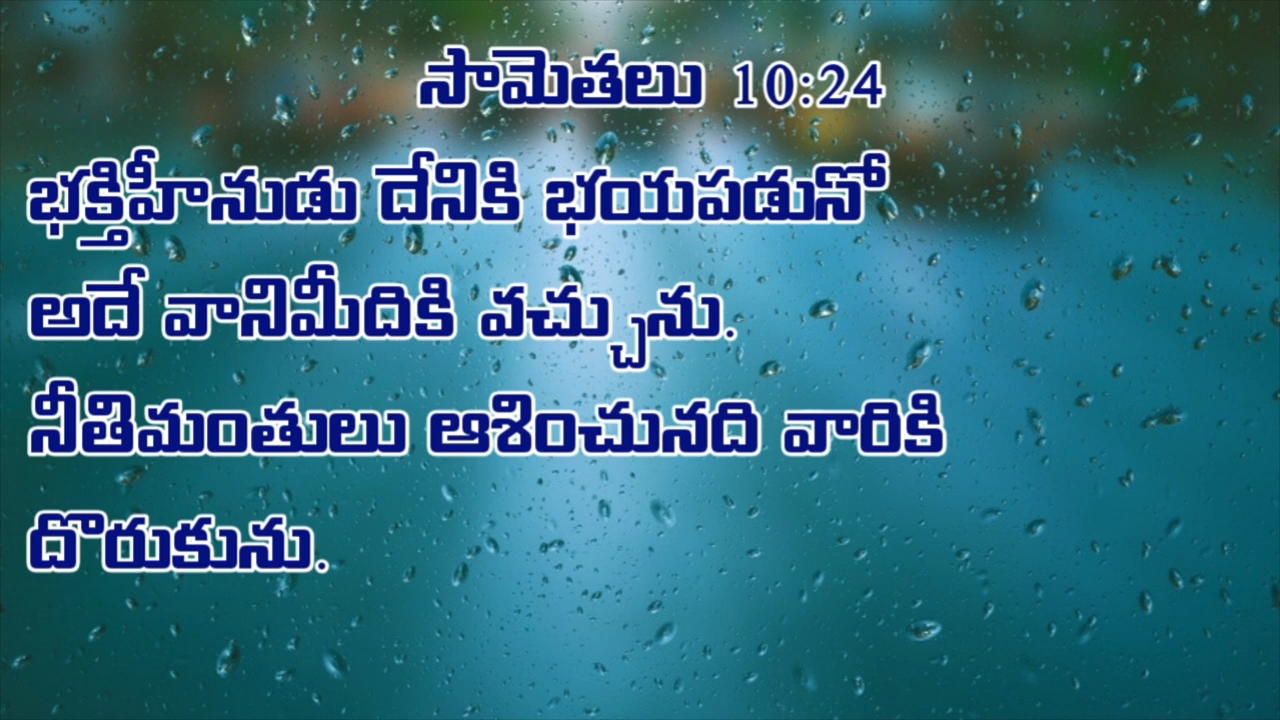 సామెతలు 10:24
భక్తిహీనుడు దేనికి భయపడునో
అదే వానిమీదికి వచ్చును.
నీతిమంతులు ఆశించునది వారికి
దొరుకును.